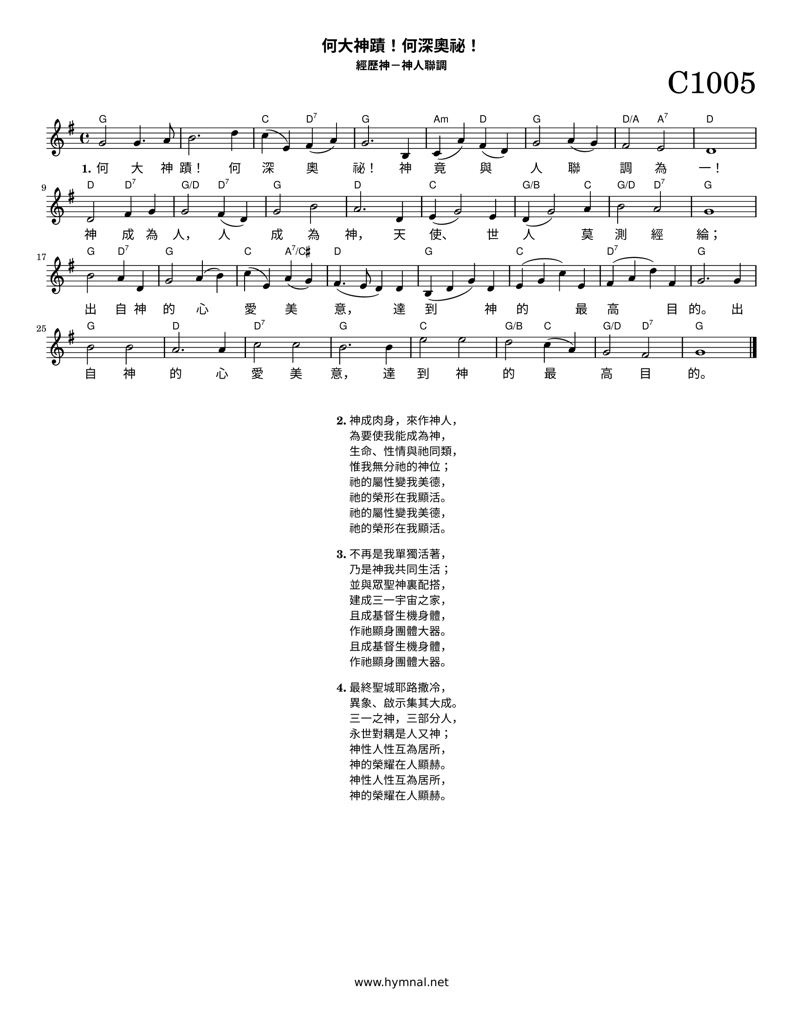 何大神蹟！何深奧祕！
經歷神－神人聯調
C1005
G C D7 G Am D G D/A A7 D
1. 何 大 神 蹟！ 何 深 奧 祕！ 神 竟 與 人 聯 調 為 一！
9 D D7 G/D D7 G D C G/B C G/D D7 G
神 成 為 人， 人 成 為 神， 天 使、 世 人 莫 測 經 綸；
17 G D7 G C A7/C♯ D G C D7 G
出 自 神 的 心 愛 美 意， 達 到 神 的 最 高 目 的。 出
25 G D D7 G C G/B C G/D D7 G
自 神 的 心 愛 美 意， 達 到 神 的 最 高 目 的。
2. 神成肉身，來作神人，
為要使我能成為神，
生命、性情與祂同類，
惟我無分祂的神位；
祂的屬性變我美德，
祂的榮形在我顯活。
祂的屬性變我美德，
祂的榮形在我顯活。
3. 不再是我單獨活著，
乃是神我共同生活；
並與眾聖神裏配搭，
建成三一宇宙之家，
且成基督生機身體，
作祂顯身團體大器。
且成基督生機身體，
作祂顯身團體大器。
4. 最終聖城耶路撒冷，
異象、啟示集其大成。
三一之神，三部分人，
永世對耦是人又神；
神性人性互為居所，
神的榮耀在人顯赫。
神性人性互為居所，
神的榮耀在人顯赫。
www.hymnal.net